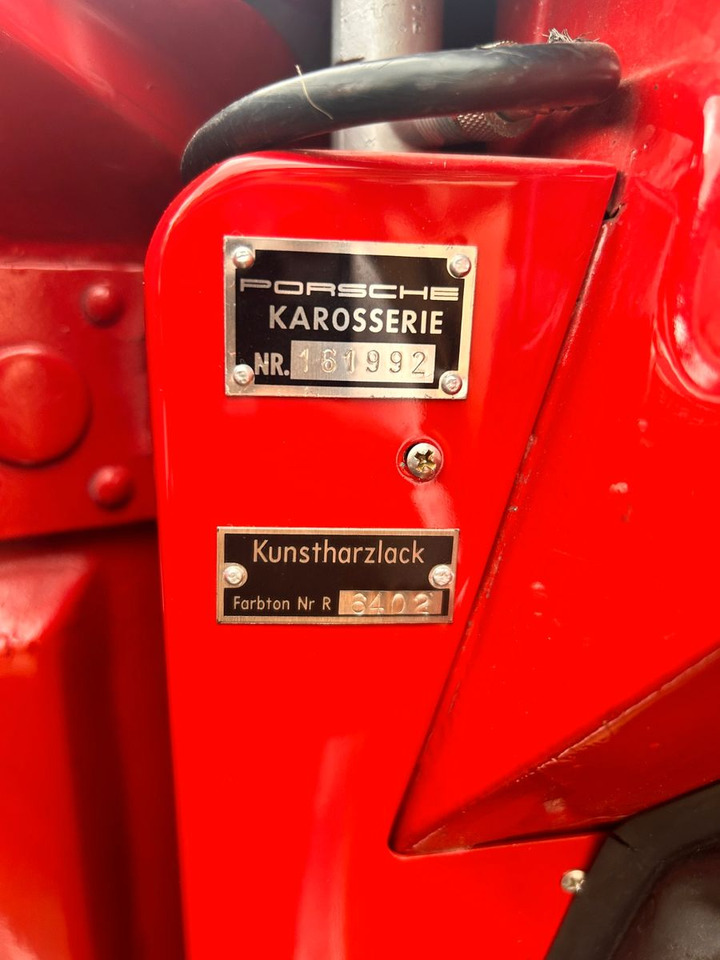 PORSCHE
KAROSSERIE
NR. 161992
Kunstharzlack
Farbton Nr R 6402